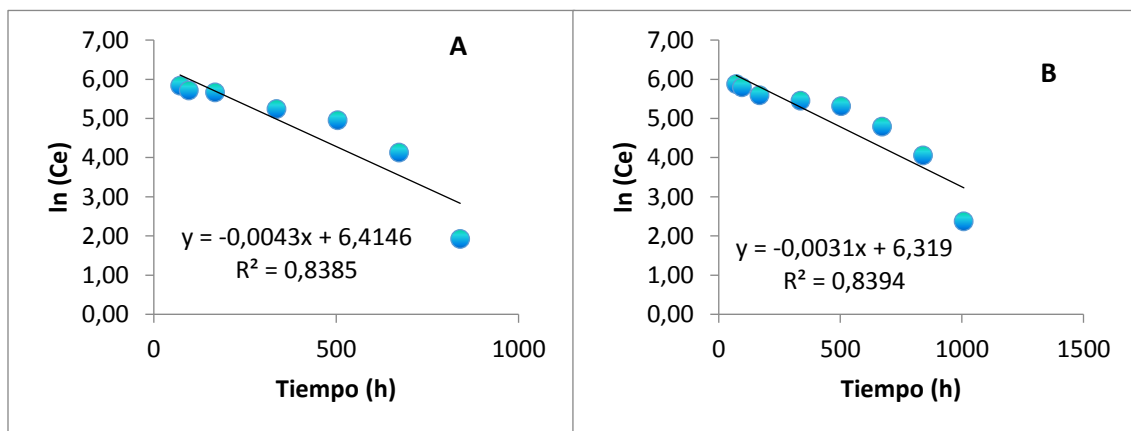 A
7,00
6,00
5,00
4,00
3,00
2,00
1,00
0,00
ln (Ce)
y = -0,0043x + 6,4146
R² = 0,8385
0 500 1000
Tiempo (h)
B
7,00
6,00
5,00
4,00
3,00
2,00
1,00
0,00
ln (Ce)
y = -0,0031x + 6,319
R² = 0,8394
0 500 1000 1500
Tiempo (h)